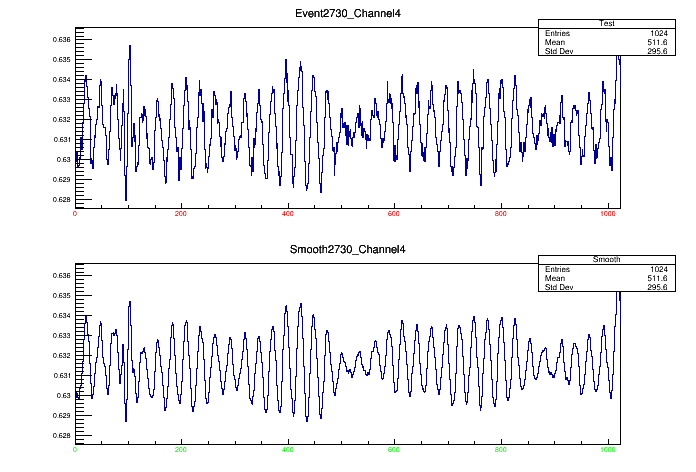 Event2730_Channel4
Test
Entries 1024
Mean 511.6
Std Dev 295.6
0.636
0.635
0.634
0.633
0.632
0.631
0.63
0.629
0.628
0 200 400 600 800 1000
Smooth2730_Channel4
Smooth
Entries 1024
Mean 511.6
Std Dev 295.6
0.636
0.635
0.634
0.633
0.632
0.631
0.63
0.629
0.628
0 200 400 600 800 1000